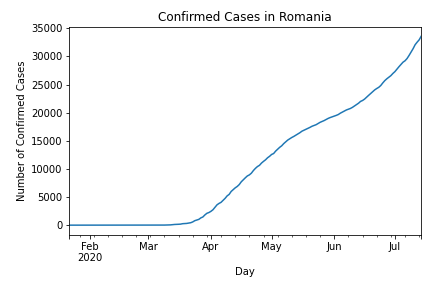 Confirmed Cases in Romania
Number of Confirmed Cases
35000
30000
25000
20000
15000
10000
5000
0
Feb
2020
Mar
Apr
May
Jun
Jul
Day